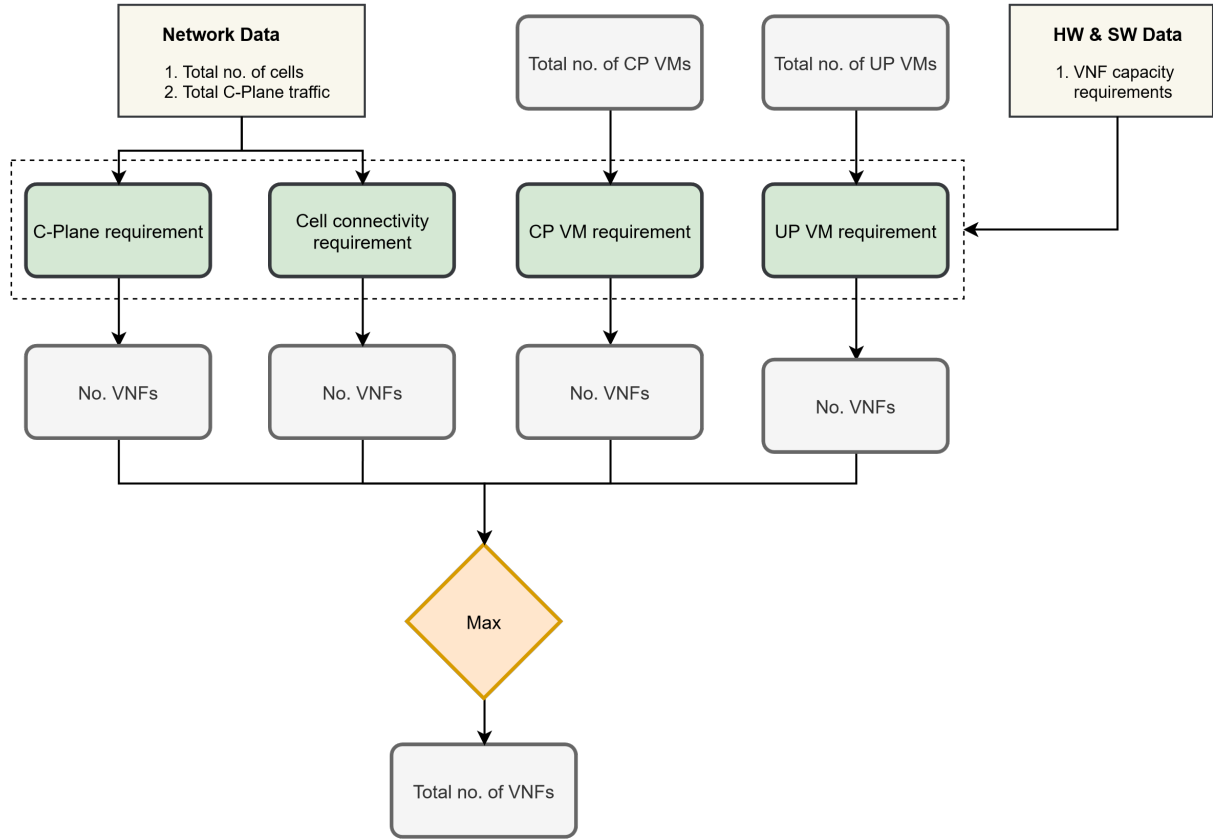 Network Data
1. Total no. of cells
2. Total C-Plane traffic
Total no. of CP VMs
Total no. of UP VMs
HW & SW Data
1. VNF capacity
requirements
C-Plane requirement
Cell connectivity
requirement
CP VM requirement
UP VM requirement
No. VNFs
No. VNFs
No. VNFs
No. VNFs
Max
Total no. of VNFs